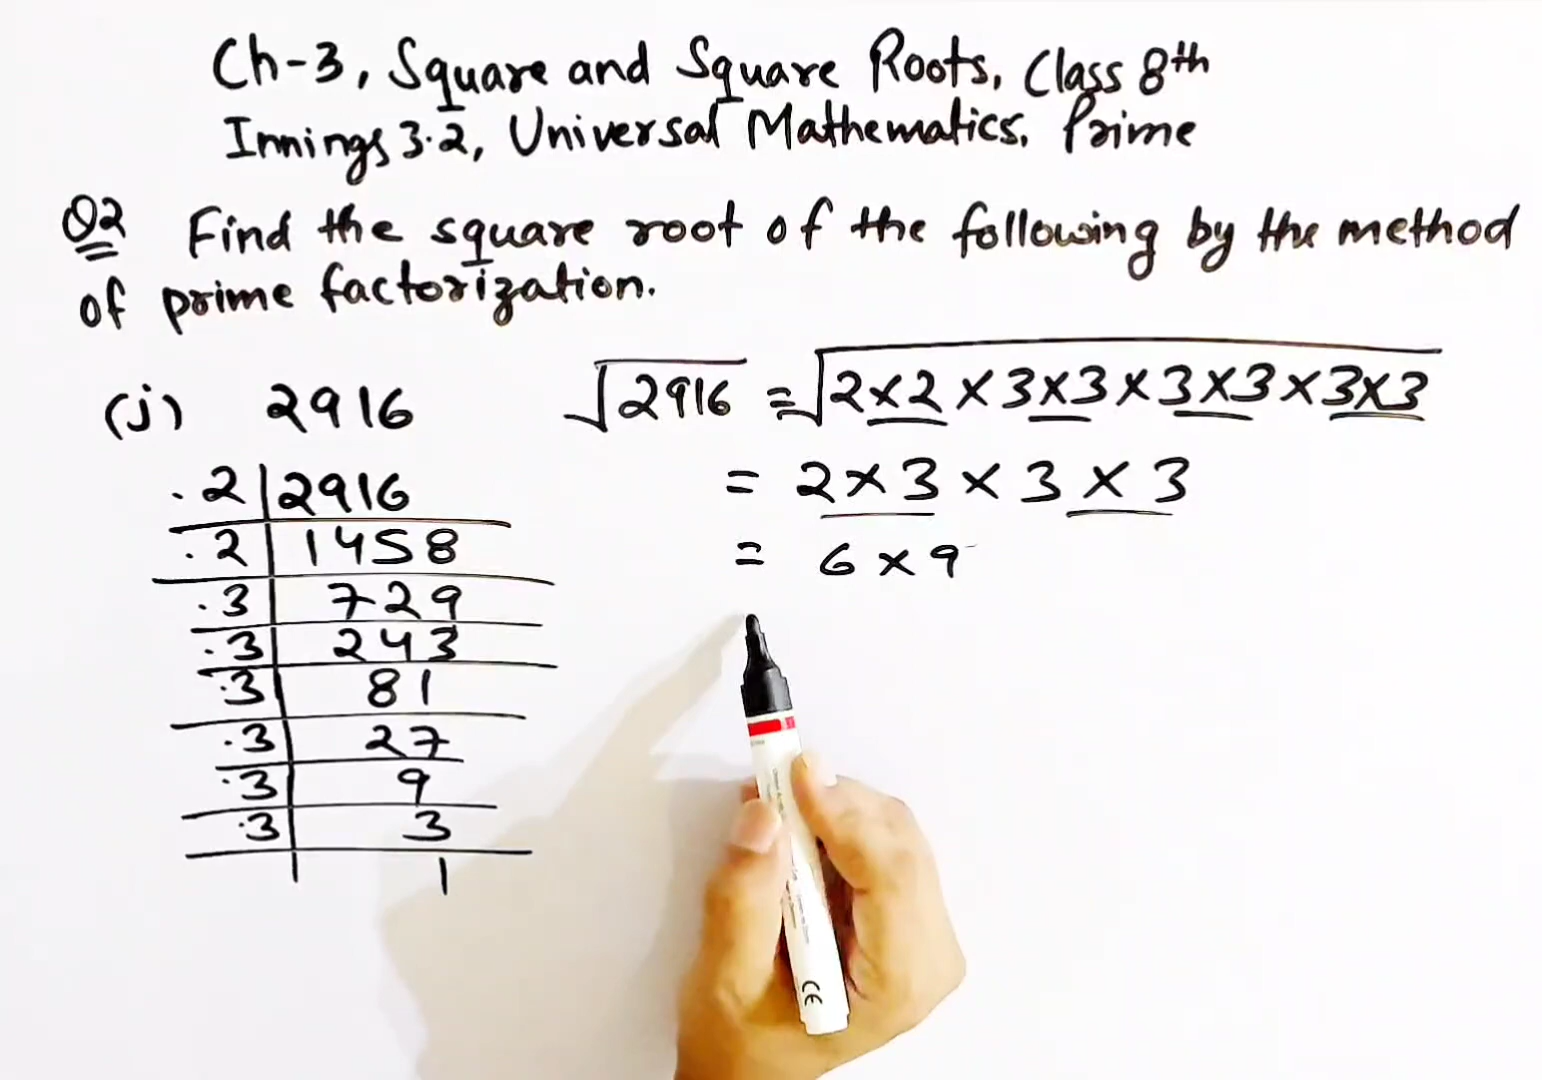 Ch-3, Square and Square Roots, Class 8th
Innings 3.2, Universal Mathematics, Prime
Q2 Find the square root of the following by the method
of prime factorization.
(j) 2916
2 | 2916
2 | 1458
3 | 729
3 | 243
3 | 81
3 | 27
3 | 9
3 | 3
| 1
√2916 = √2×2×3×3×3×3×3×3
= 2×3×3×3
= 6×9
CE